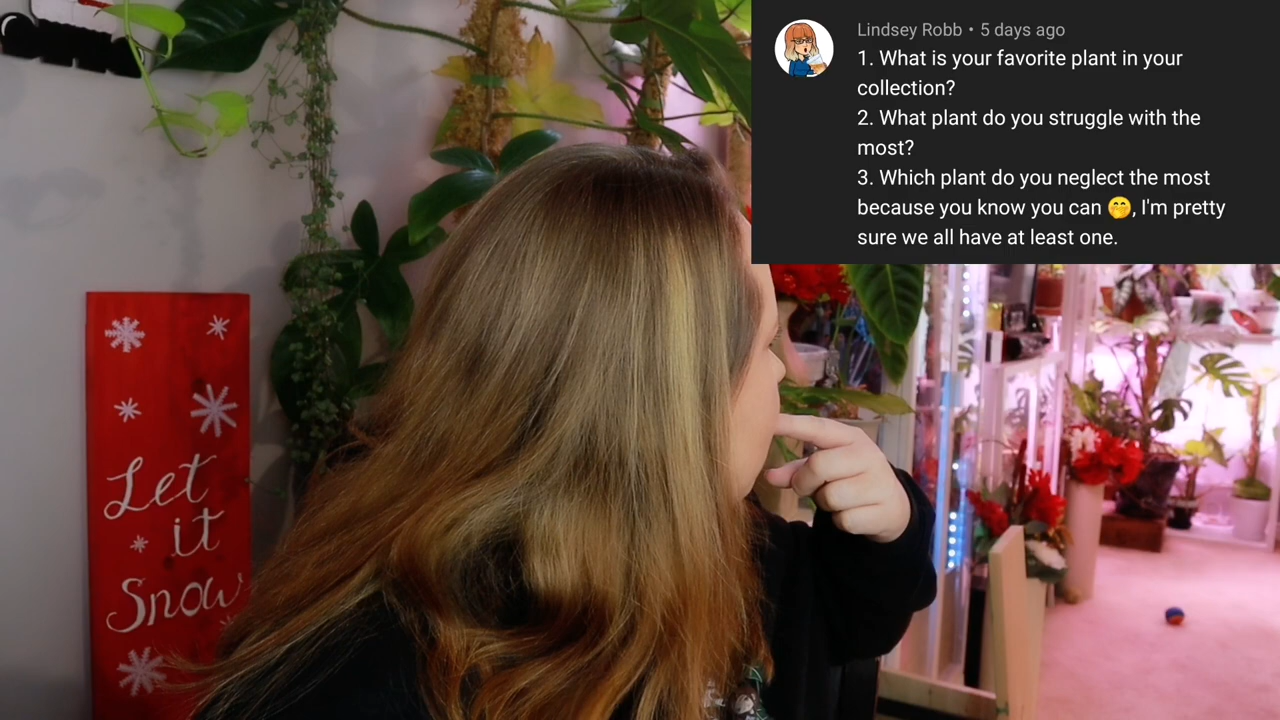 Lindsey Robb • 5 days ago
1. What is your favorite plant in your
collection?
2. What plant do you struggle with the
most?
3. Which plant do you neglect the most
because you know you can 🤭, I'm pretty
sure we all have at least one.
Let
it
Snow